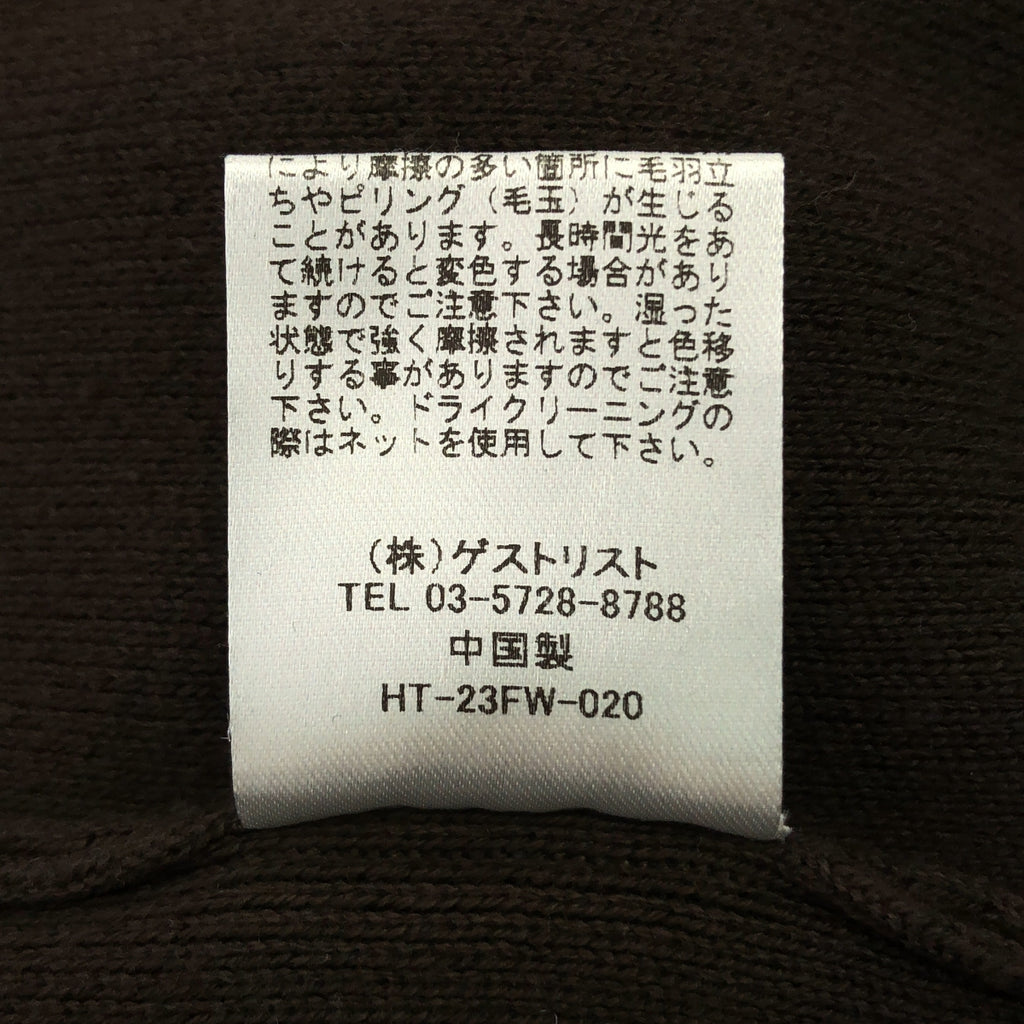 により摩擦の多い箇所に毛羽立
ちやピリング(毛玉)が生じる
ことがあります。長時間光をあ
て続けると変色する場合があり
ますのでご注意下さい。湿った
状態で強く摩擦されますと色移
りする事がありますのでご注意
下さい。ドライクリーニングの
際はネットを使用して下さい。
(株)ゲストリスト
TEL 03-5728-8788
中国製
HT-23FW-020